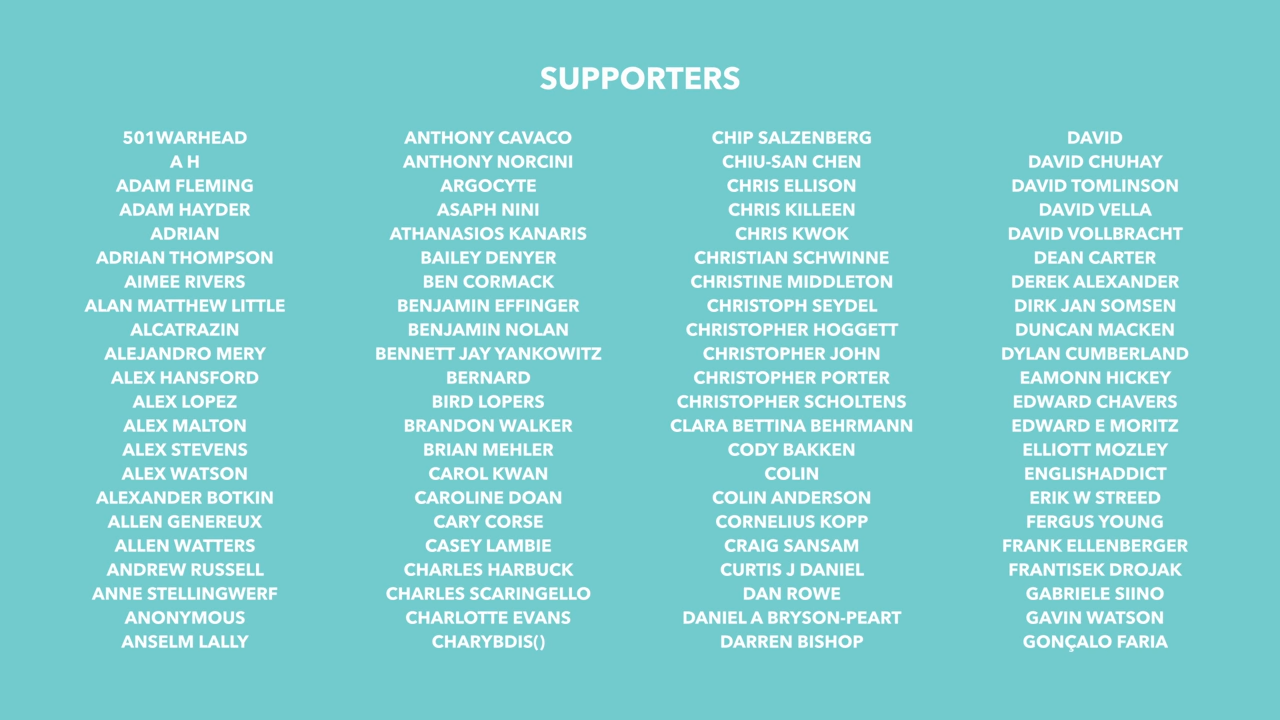 SUPPORTERS
501WARHEAD
A H
ADAM FLEMING
ADAM HAYDER
ADRIAN
ADRIAN THOMPSON
AIMEE RIVERS
ALAN MATTHEW LITTLE
ALCATRAZIN
ALEJANDRO MERY
ALEX HANSFORD
ALEX LOPEZ
ALEX MALTON
ALEX STEVENS
ALEX WATSON
ALEXANDER BOTKIN
ALLEN GENEREUX
ALLEN WATTERS
ANDREW RUSSELL
ANNE STELLINGWERF
ANONYMOUS
ANSELM LALLY
ANTHONY CAVACO
ANTHONY NORCINI
ARGOCYTE
ASAPH NINI
ATHANASIOS KANARIS
BAILEY DENYER
BEN CORMACK
BENJAMIN EFFINGER
BENJAMIN NOLAN
BENNETT JAY YANKOWITZ
BERNARD
BIRD LOPERS
BRANDON WALKER
BRIAN MEHLER
CAROL KWAN
CAROLINE DOAN
CARY CORSE
CASEY LAMBIE
CHARLES HARBUCK
CHARLES SCARINGELLO
CHARLOTTE EVANS
CHARYBDIS()
CHIP SALZENBERG
CHIU-SAN CHEN
CHRIS ELLISON
CHRIS KILLEEN
CHRIS KWOK
CHRISTIAN SCHWINNE
CHRISTINE MIDDLETON
CHRISTOPH SEYDEL
CHRISTOPHER HOGGETT
CHRISTOPHER JOHN
CHRISTOPHER PORTER
CHRISTOPHER SCHOLTENS
CLARA BETTINA BEHRMANN
CODY BAKKEN
COLIN
COLIN ANDERSON
CORNELIUS KOPP
CRAIG SANSAM
CURTIS J DANIEL
DAN ROWE
DANIEL A BRYSON-PEART
DARREN BISHOP
DAVID
DAVID CHUHAY
DAVID TOMLINSON
DAVID VELLA
DAVID VOLLBRACHT
DEAN CARTER
DEREK ALEXANDER
DIRK JAN SOMSEN
DUNCAN MACKEN
DYLAN CUMBERLAND
EAMONN HICKEY
EDWARD CHAVERS
EDWARD E MORITZ
ELLIOTT MOZLEY
ENGLISHADDICT
ERIK W STREED
FERGUS YOUNG
FRANK ELLENBERGER
FRANTISEK DROJAK
GABRIELE SIINO
GAVIN WATSON
GONÇALO FARIA